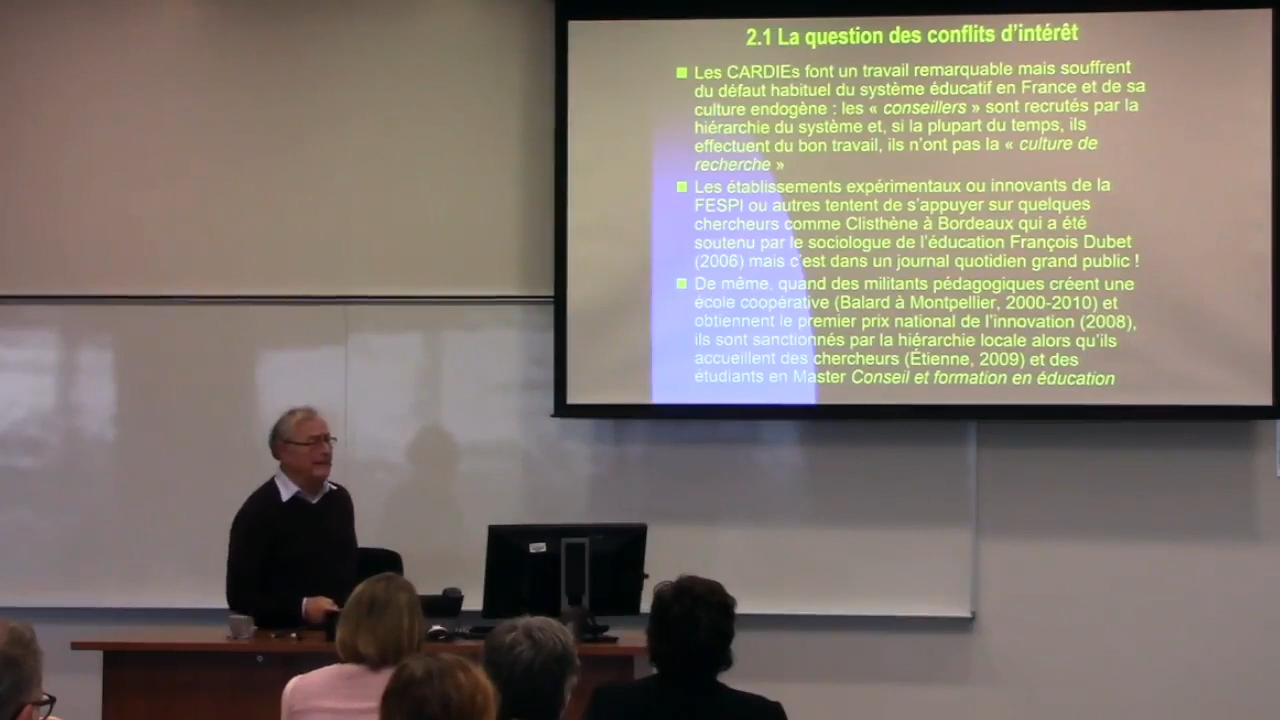 2.1 La question des conflits d'intérêt
Les CARDIEs font un travail remarquable mais souffrent
du défaut habituel du système éducatif en France et de sa
culture endogène : les « conseillers » sont recrutés par la
hiérarchie du système et, si la plupart du temps, ils
effectuent du bon travail, ils n'ont pas la « culture de
recherche »
Les établissements expérimentaux ou innovants de la
FESPI ou autres tentent de s'appuyer sur quelques
chercheurs comme Clisthène à Bordeaux qui a été
soutenu par le sociologue de l'éducation François Dubet
(2006) mais c'est dans un journal quotidien grand public !
De même, quand des militants pédagogiques créent une
école coopérative (Balard à Montpellier, 2000-2010) et
obtiennent le premier prix national de l'innovation (2008),
ils sont sanctionnés par la hiérarchie locale alors qu'ils
accueillent des chercheurs (Étienne, 2009) et des
étudiants en Master Conseil et formation en éducation